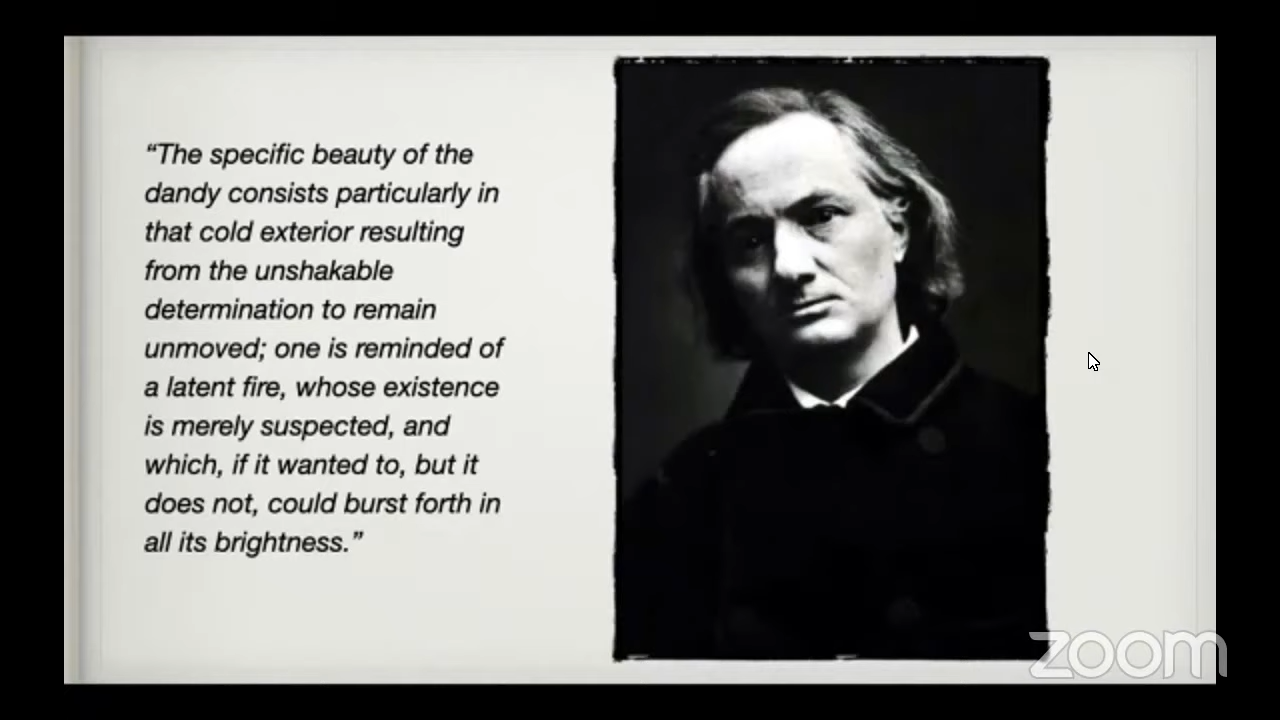 “The specific beauty of the
dandy consists particularly in
that cold exterior resulting
from the unshakable
determination to remain
unmoved; one is reminded of
a latent fire, whose existence
is merely suspected, and
which, if it wanted to, but it
does not, could burst forth in
all its brightness.”
zoom